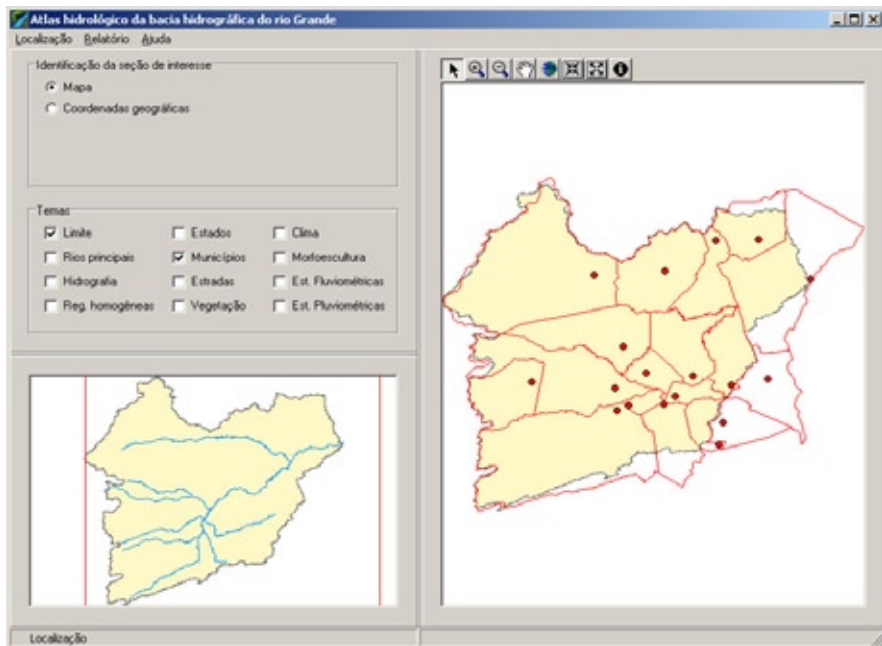 Atlas hidrológico da bacia hidrográfica do rio Grande
Localização Relatório Ajuda
Identificação da seção de interesse
Mapa
Coordenadas geográficas
Temas
Limite Estados Clima
Rios principais Municípios Morfoescultura
Hidrografia Estradas Est. Fluviométricas
Reg. homogêneas Vegetação Est. Pluviométricas
Localização